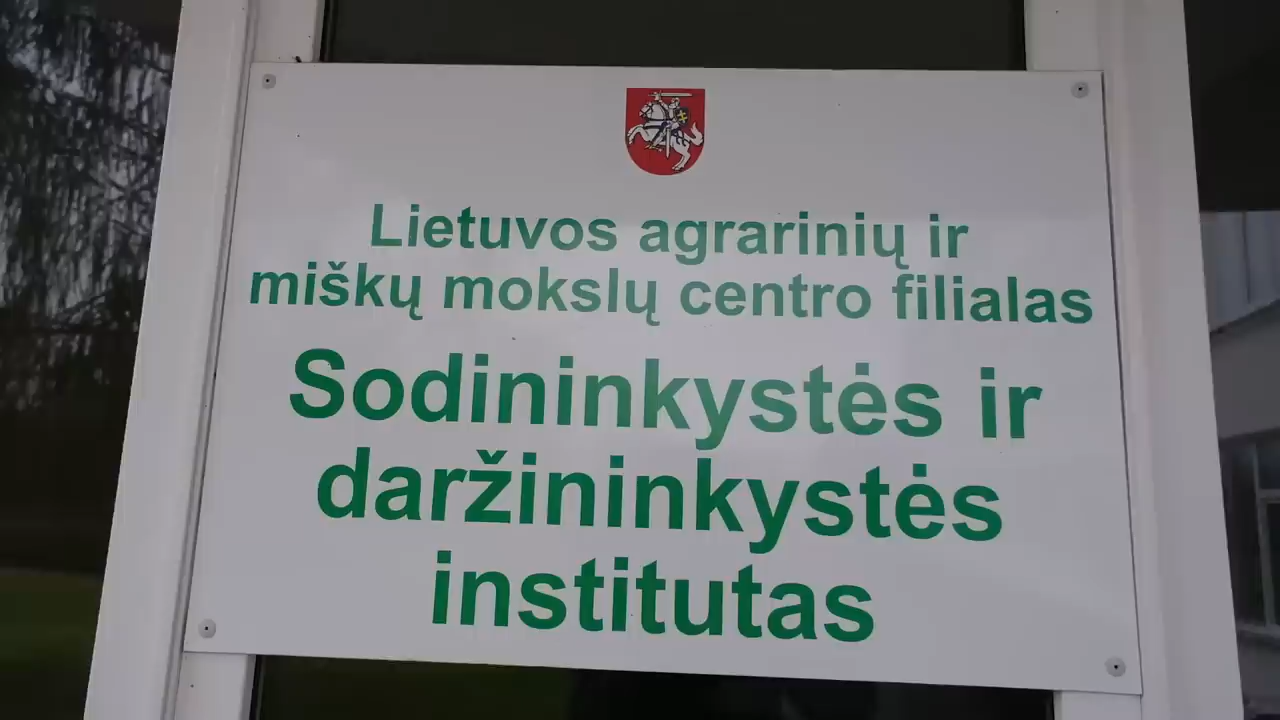 Lietuvos agrarinių ir
miškų mokslų centro filialas
Sodininkystės ir
daržininkystės
institutas